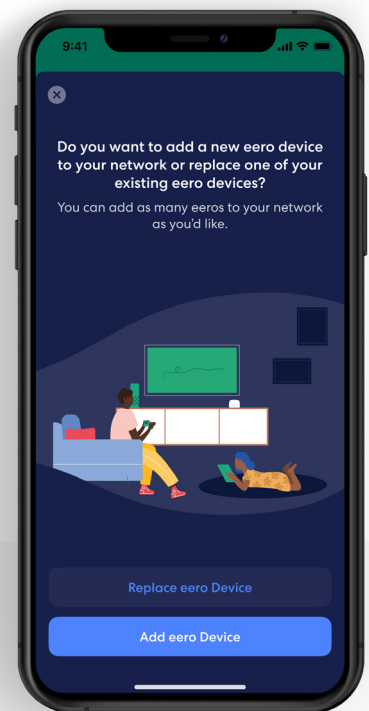 9:41
Do you want to add a new eero device
to your network or replace one of your
existing eero devices?
You can add as many eeros to your network
as you'd like.
Replace eero Device
Add eero Device